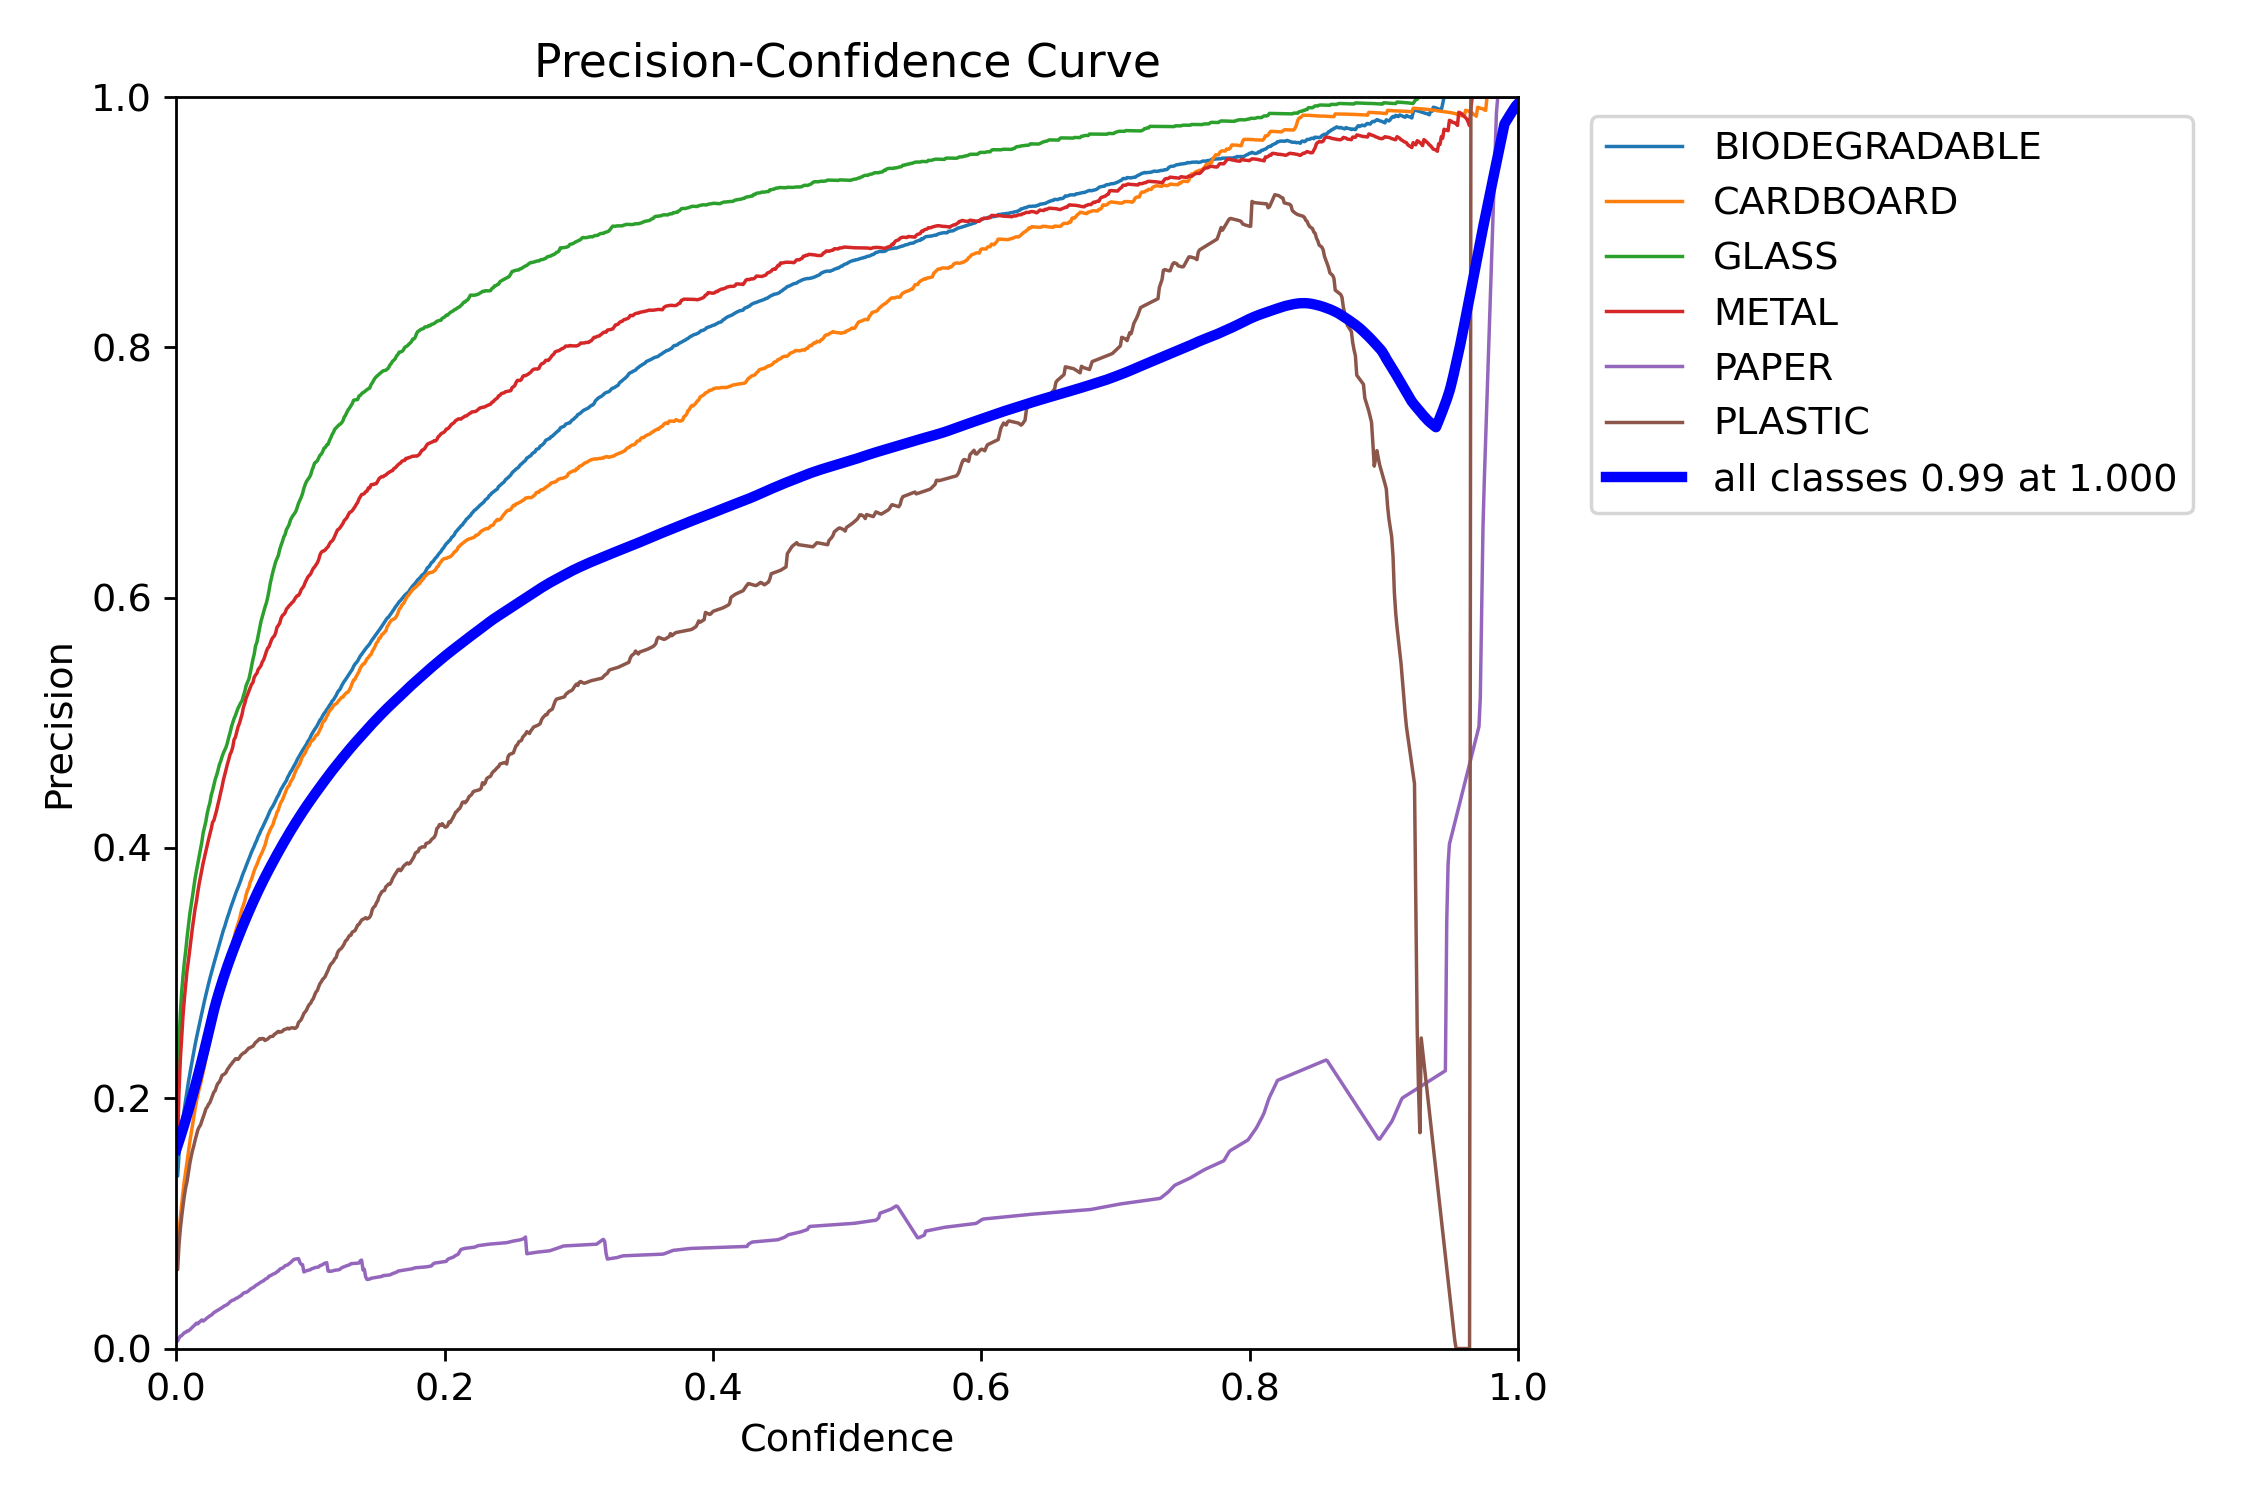 Precision-Confidence Curve
1.0
0.8
0.6
0.4
0.2
0.0
Precision
0.0 0.2 0.4 0.6 0.8 1.0
Confidence
BIODEGRADABLE
CARDBOARD
GLASS
METAL
PAPER
PLASTIC
all classes 0.99 at 1.000